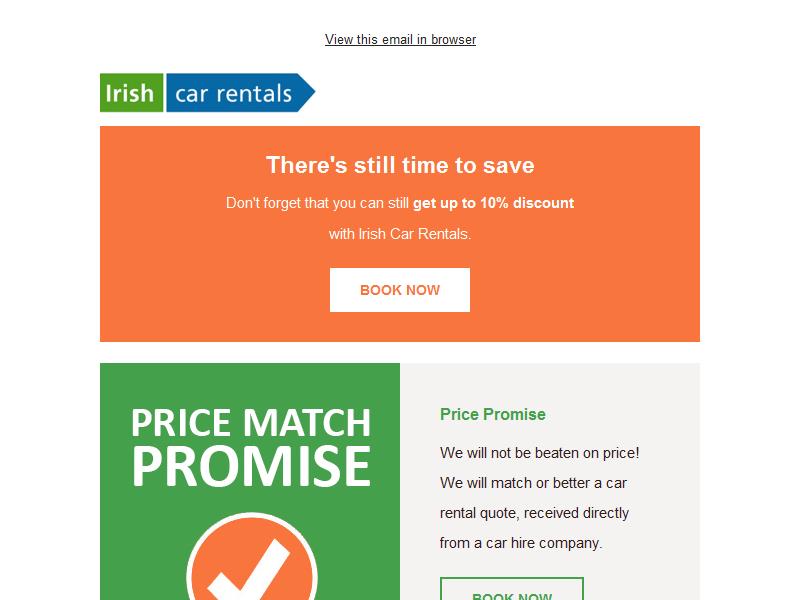 View this email in browser
Irish car rentals
There's still time to save
Don't forget that you can still get up to 10% discount
with Irish Car Rentals.
BOOK NOW
PRICE MATCH
PROMISE
Price Promise
We will not be beaten on price!
We will match or better a car
rental quote, received directly
from a car hire company.
BOOK NOW